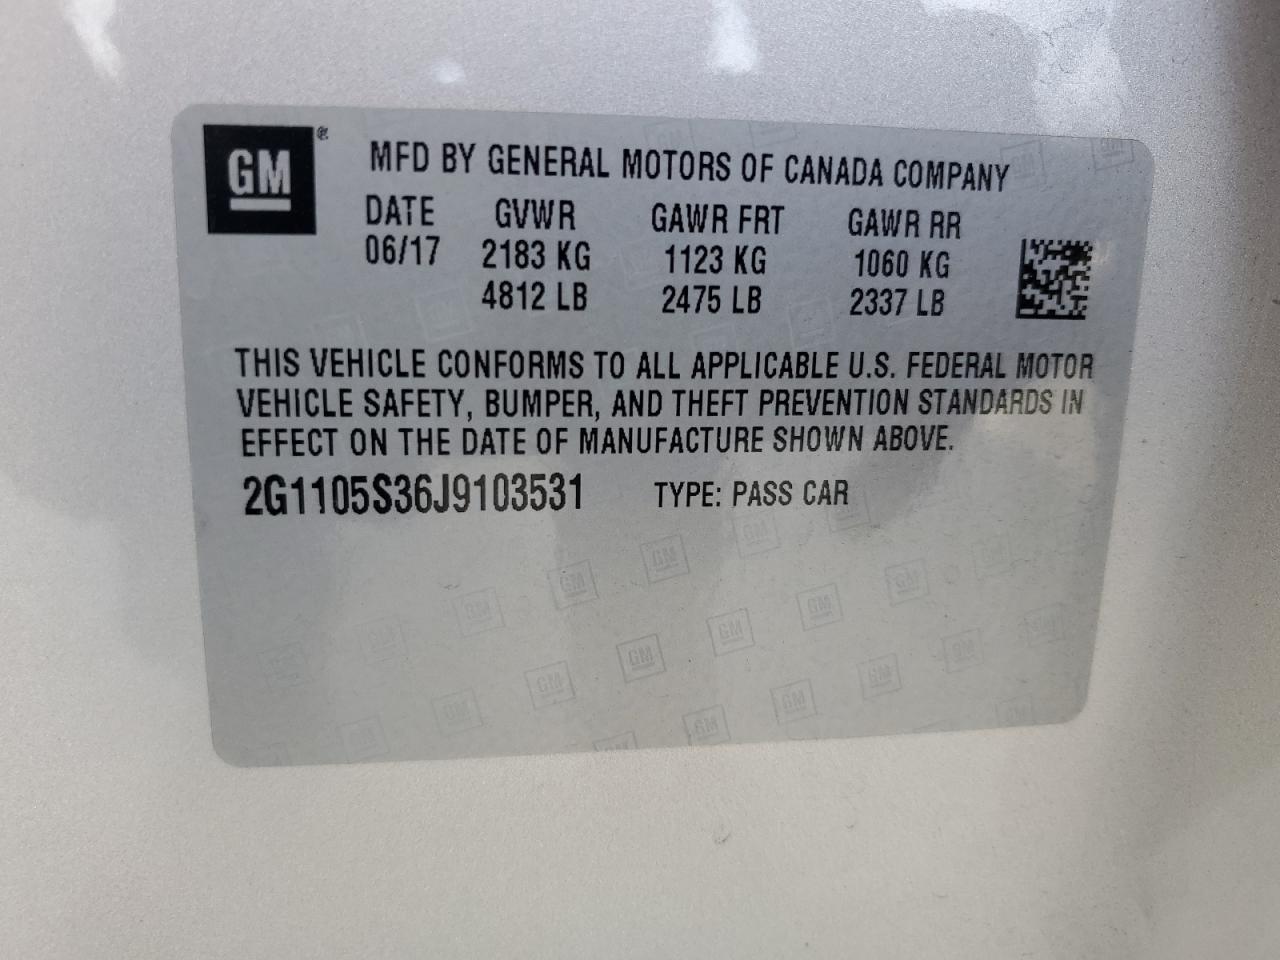 GM®
MFD BY GENERAL MOTORS OF CANADA COMPANY
DATE GVWR GAWR FRT GAWR RR
06/17 2183 KG 1123 KG 1060 KG
4812 LB 2475 LB 2337 LB
THIS VEHICLE CONFORMS TO ALL APPLICABLE U.S. FEDERAL MOTOR
VEHICLE SAFETY, BUMPER, AND THEFT PREVENTION STANDARDS IN
EFFECT ON THE DATE OF MANUFACTURE SHOWN ABOVE.
2G1105S36J9103531 TYPE: PASS CAR